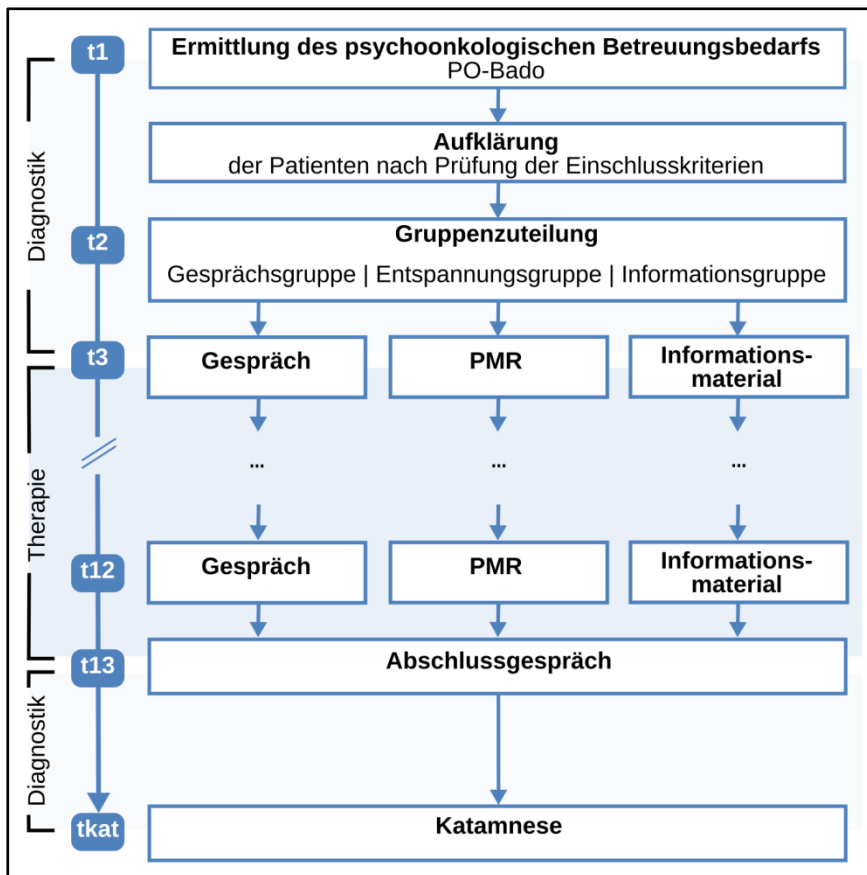 t1
Ermittlung des psychoonkologischen Betreuungsbedarfs
PO-Bado
Aufklärung
der Patienten nach Prüfung der Einschlusskriterien
Diagnostik
t2
Gruppenzuteilung
Gesprächsgruppe | Entspannungsgruppe | Informationsgruppe
t3
Gespräch
PMR
Informations-
material
Therapie
...
...
...
t12
Gespräch
PMR
Informations-
material
t13
Abschlussgespräch
Diagnostik
tkat
Katamnese